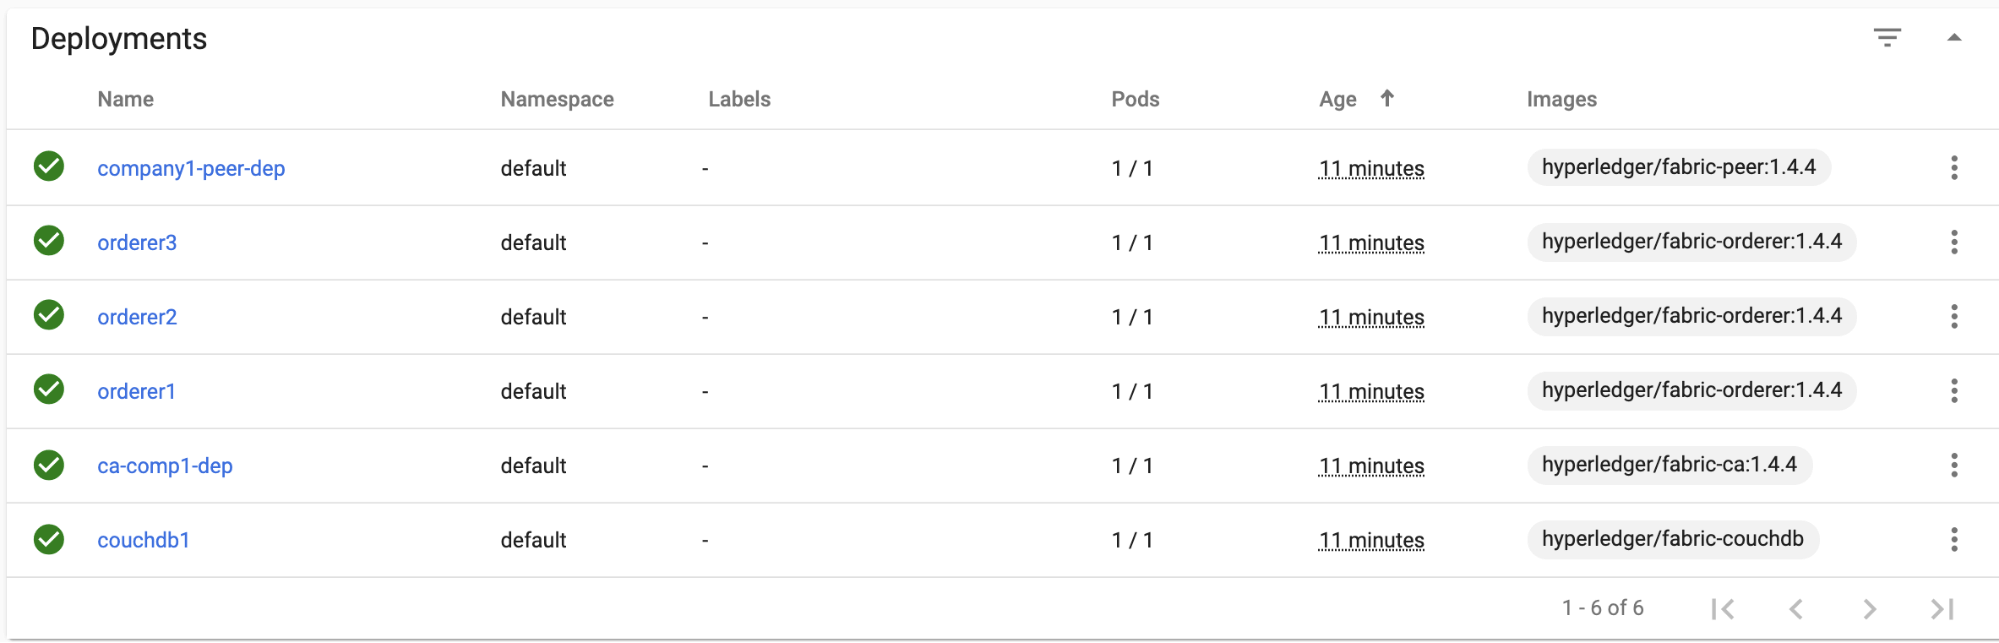 Deployments
Name Namespace Labels Pods Age Images
company1-peer-dep default - 1 / 1 11 minutes hyperledger/fabric-peer:1.4.4
orderer3 default - 1 / 1 11 minutes hyperledger/fabric-orderer:1.4.4
orderer2 default - 1 / 1 11 minutes hyperledger/fabric-orderer:1.4.4
orderer1 default - 1 / 1 11 minutes hyperledger/fabric-orderer:1.4.4
ca-comp1-dep default - 1 / 1 11 minutes hyperledger/fabric-ca:1.4.4
couchdb1 default - 1 / 1 11 minutes hyperledger/fabric-couchdb
1 - 6 of 6